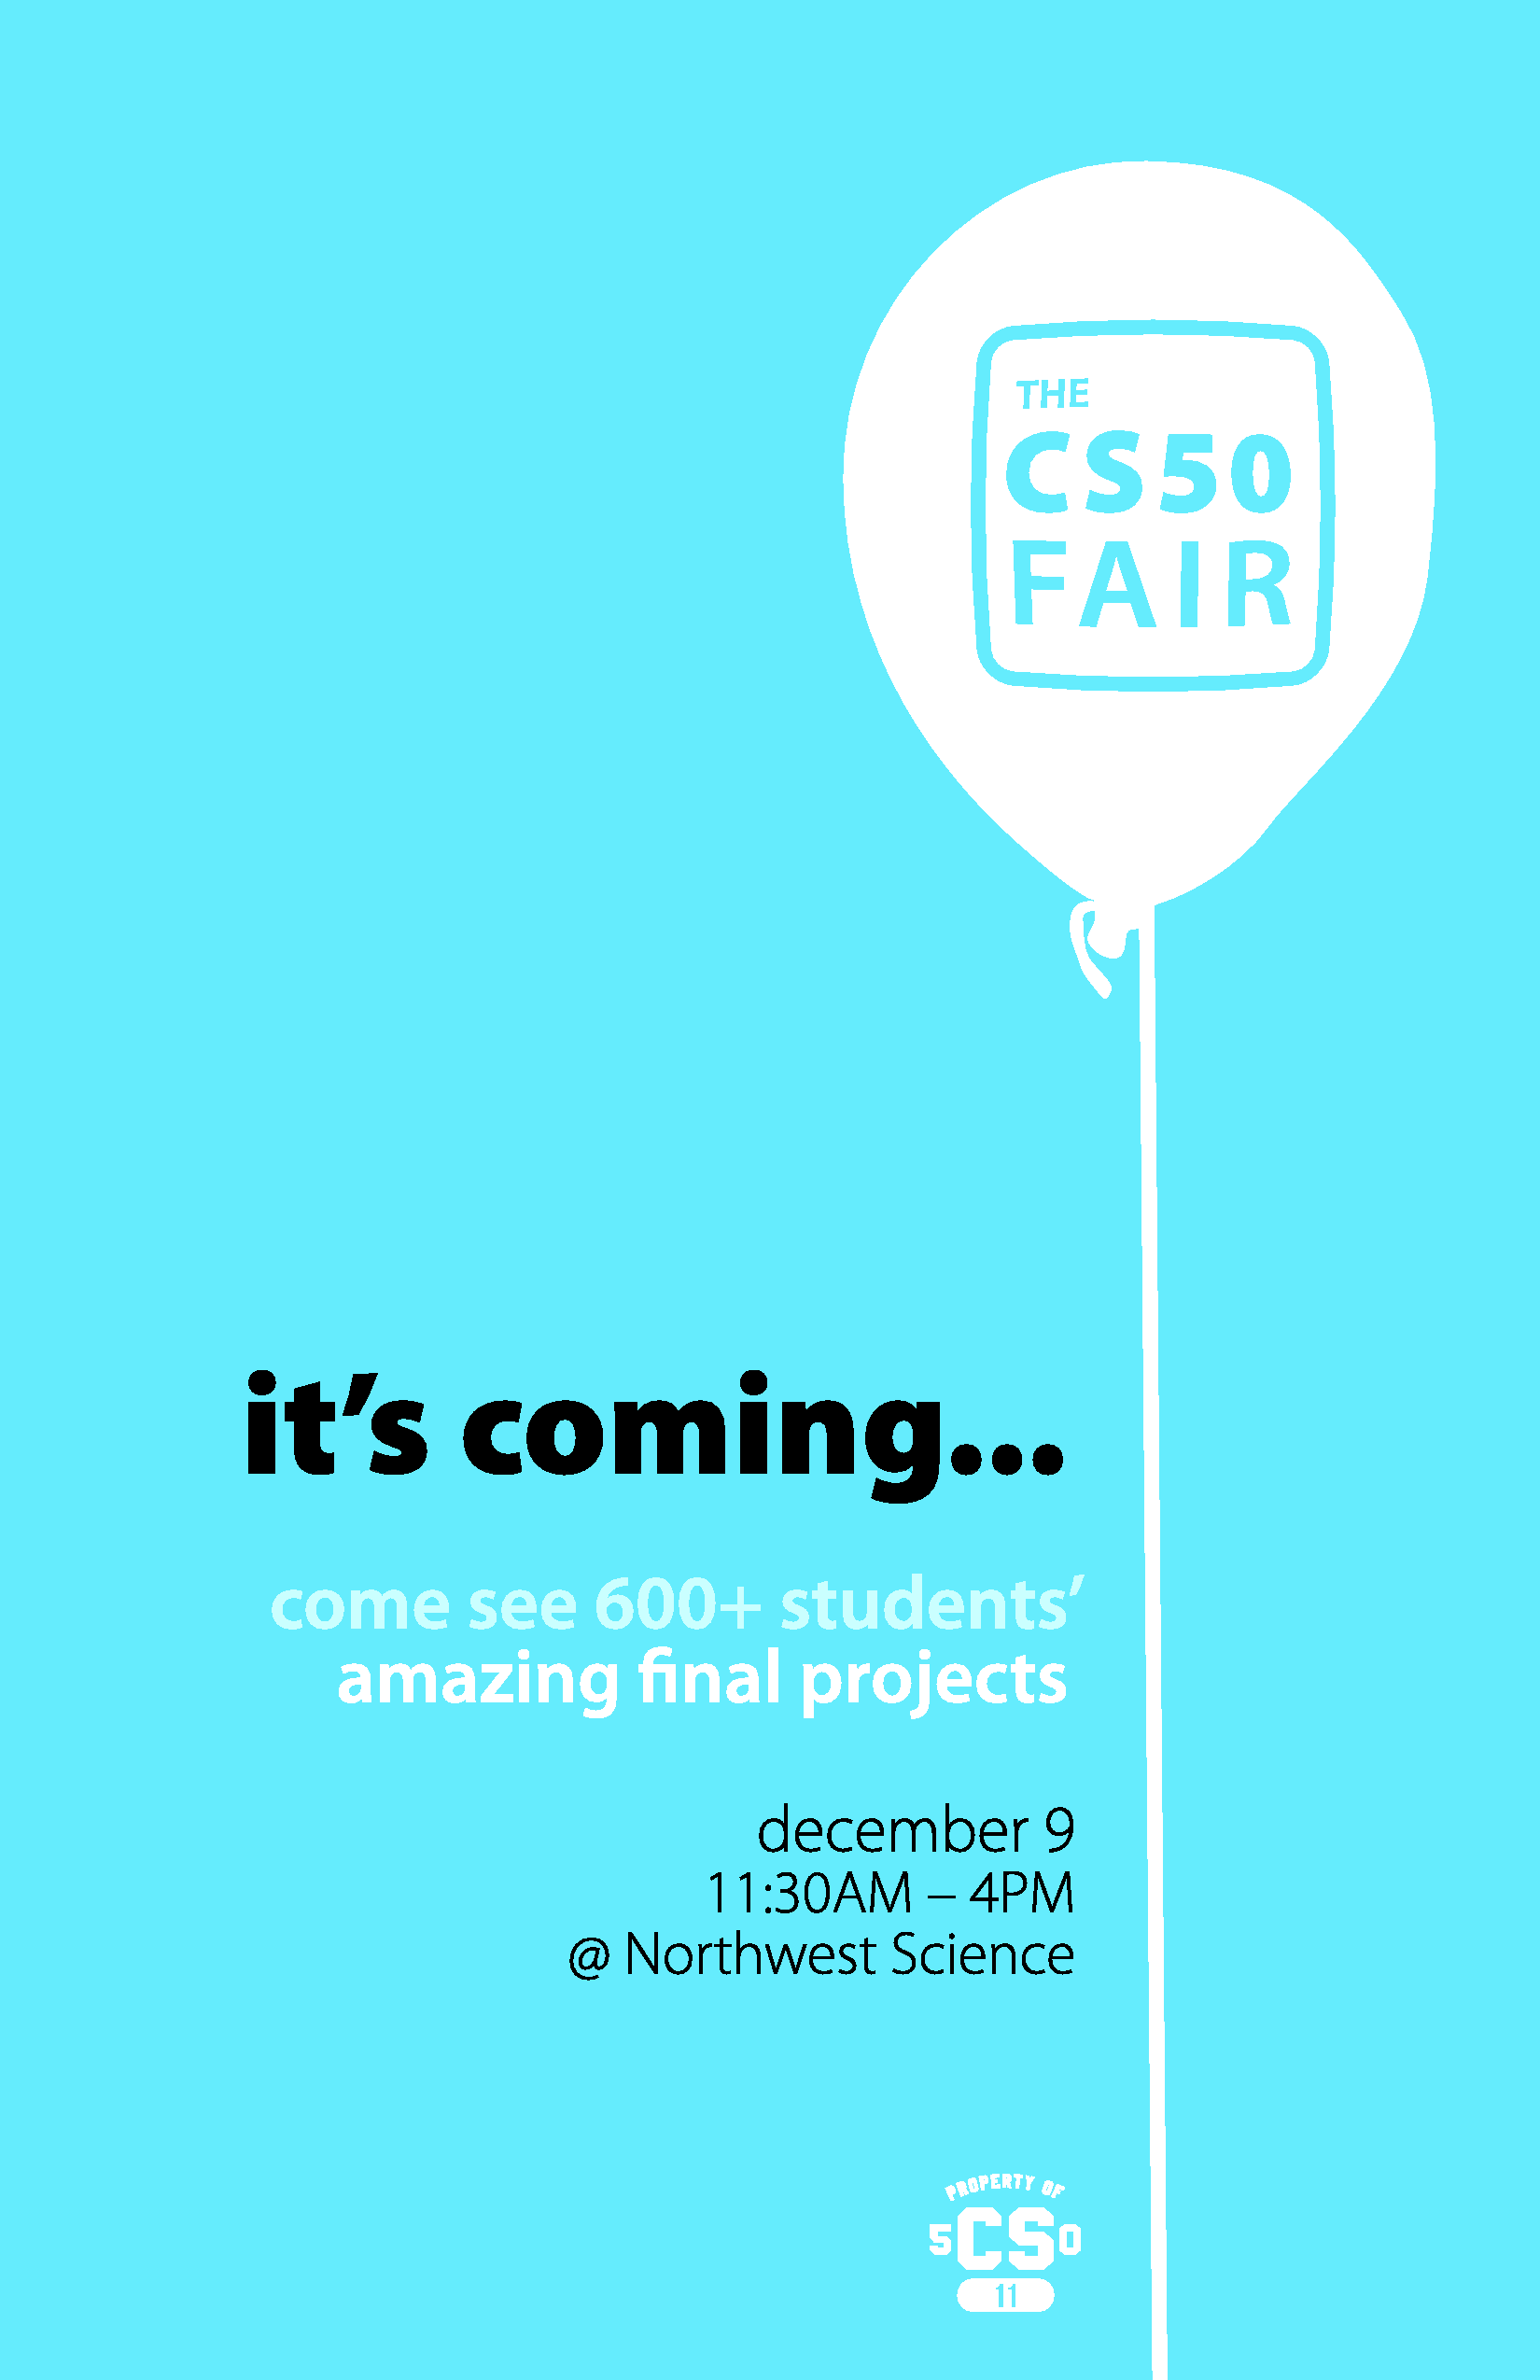 THE
CS50
FAIR
it’s coming...
come see 600+ students’
amazing final projects
december 9
11:30AM – 4PM
@ Northwest Science
PROPERTY OF
5CS0
11